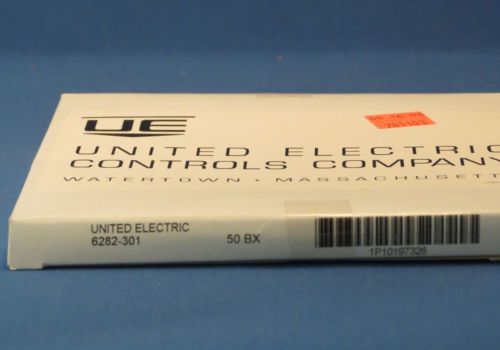 UE
UNITED ELECTRIC
CONTROLS COMPANY
WATERTOWN • MASSACHUSETT
UNITED ELECTRIC
6282-301
50 BX
1P10197326